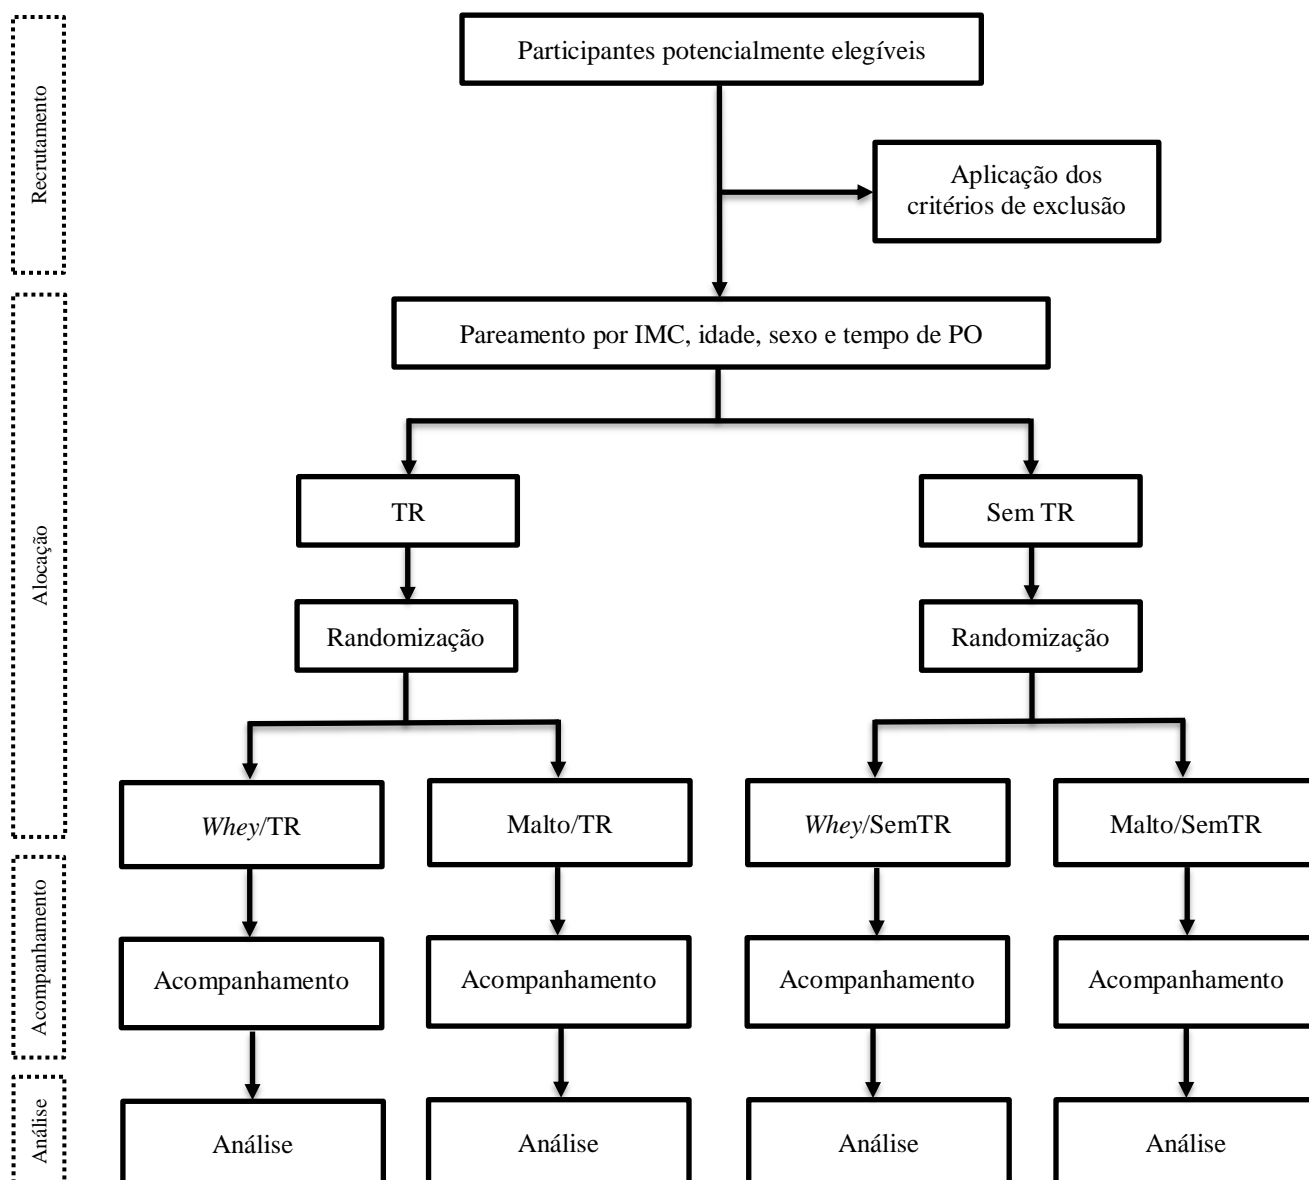 Recrutamento
Participantes potencialmente elegíveis
Aplicação dos
critérios de exclusão
Alocação
Pareamento por IMC, idade, sexo e tempo de PO
TR
Sem TR
Randomização
Randomização
Whey/TR
Malto/TR
Whey/SemTR
Malto/SemTR
Acompanhamento
Acompanhamento
Acompanhamento
Acompanhamento
Acompanhamento
Análise
Análise
Análise
Análise
Análise